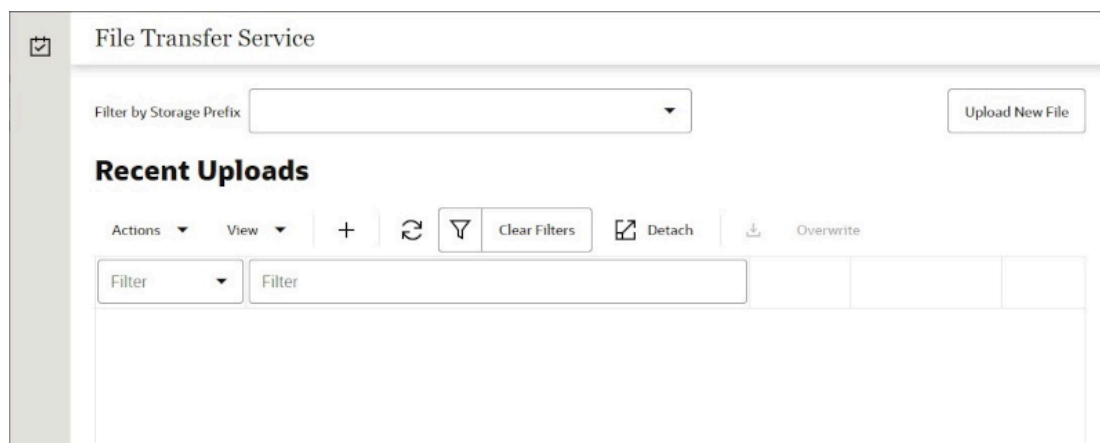 File Transfer Service
Filter by Storage Prefix
Upload New File
Recent Uploads
Actions View Clear Filters Detach Overwrite
Filter Filter